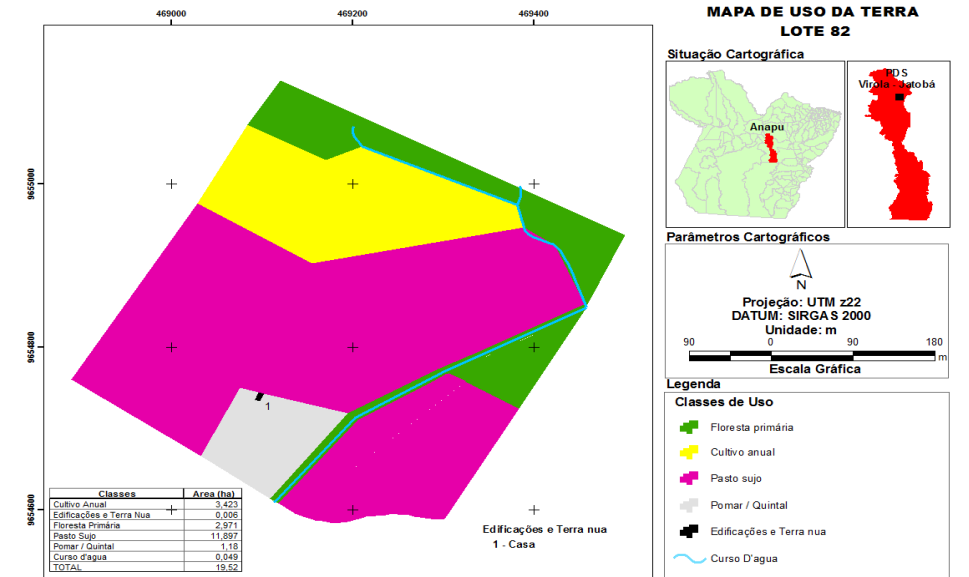 MAPA DE USO DA TERRA
LOTE 82
469000 469200 469400
9655000
9654800
9654600
1
Classes Area (ha)
Cultivo Anual 3,423
Edificações e Terra Nua 0,006
Floresta Primária 2,971
Pasto Sujo 11,897
Pomar / Quintal 1,18
Curso d'agua 0,049
TOTAL 19,52
Edificações e Terra nua
1 - Casa
Situação Cartográfica
Anapu
PDS
Virola - Jatobá
Parâmetros Cartográficos
N
Projeção: UTM z22
DATUM: SIRGAS 2000
Unidade: m
90 0 90 180
m
Escala Gráfica
Legenda
Classes de Uso
Floresta primária
Cultivo anual
Pasto sujo
Pomar / Quintal
Edificações e Terra nua
Curso D'agua